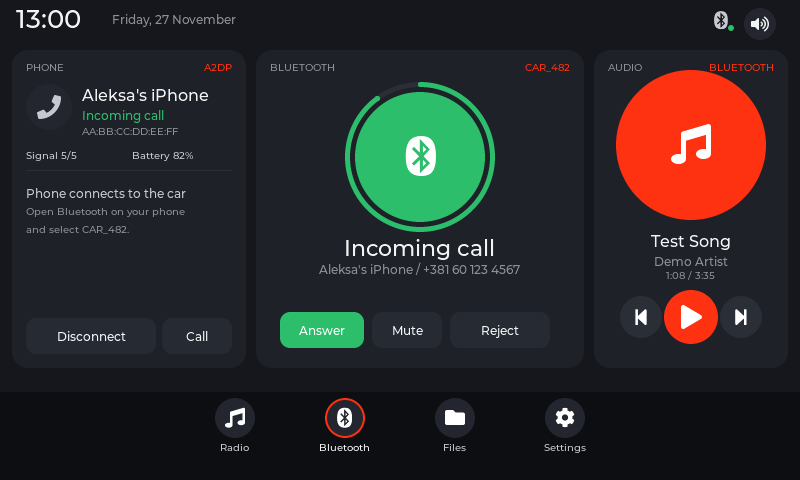 13:00
Friday, 27 November
PHONE
A2DP
Aleksa's iPhone
Incoming call
AA:BB:CC:DD:EE:FF
Signal 5/5
Battery 82%
Phone connects to the car
Open Bluetooth on your phone
and select CAR_482.
Disconnect
Call
BLUETOOTH
CAR_482
Incoming call
Aleksa's iPhone / +381 60 123 4567
Answer
Mute
Reject
AUDIO
BLUETOOTH
Test Song
Demo Artist
1:08 / 3:35
Radio
Bluetooth
Files
Settings